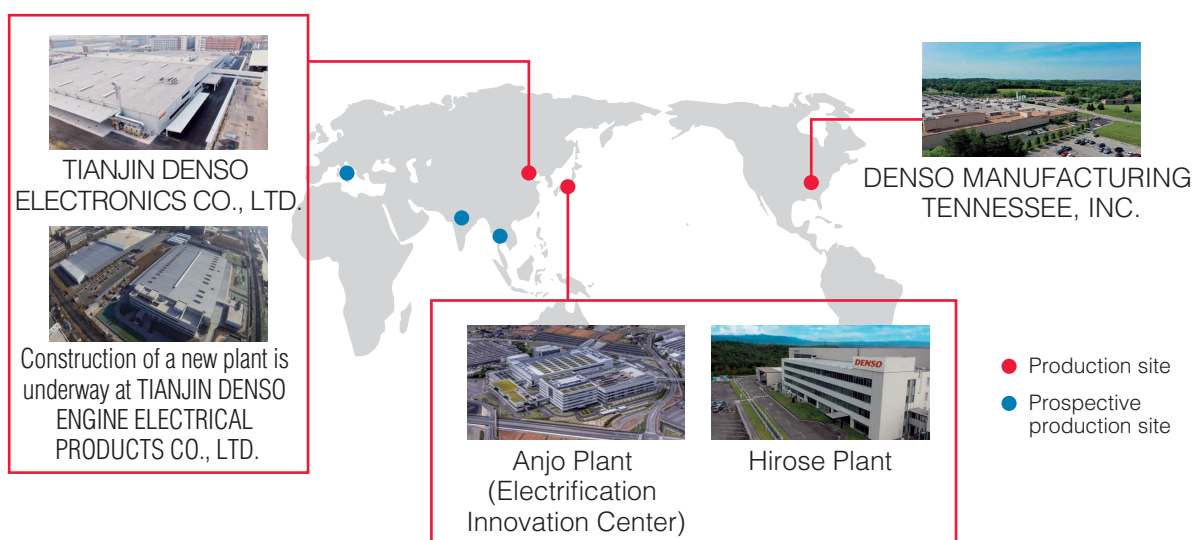 TIANJIN DENSO
ELECTRONICS CO., LTD.
Construction of a new plant is
underway at TIANJIN DENSO
ENGINE ELECTRICAL
PRODUCTS CO., LTD.
DENSO MANUFACTURING
TENNESSEE, INC.
DENSO
Anjo Plant
(Electrification
Innovation Center)
Hirose Plant
Production site
Prospective
production site